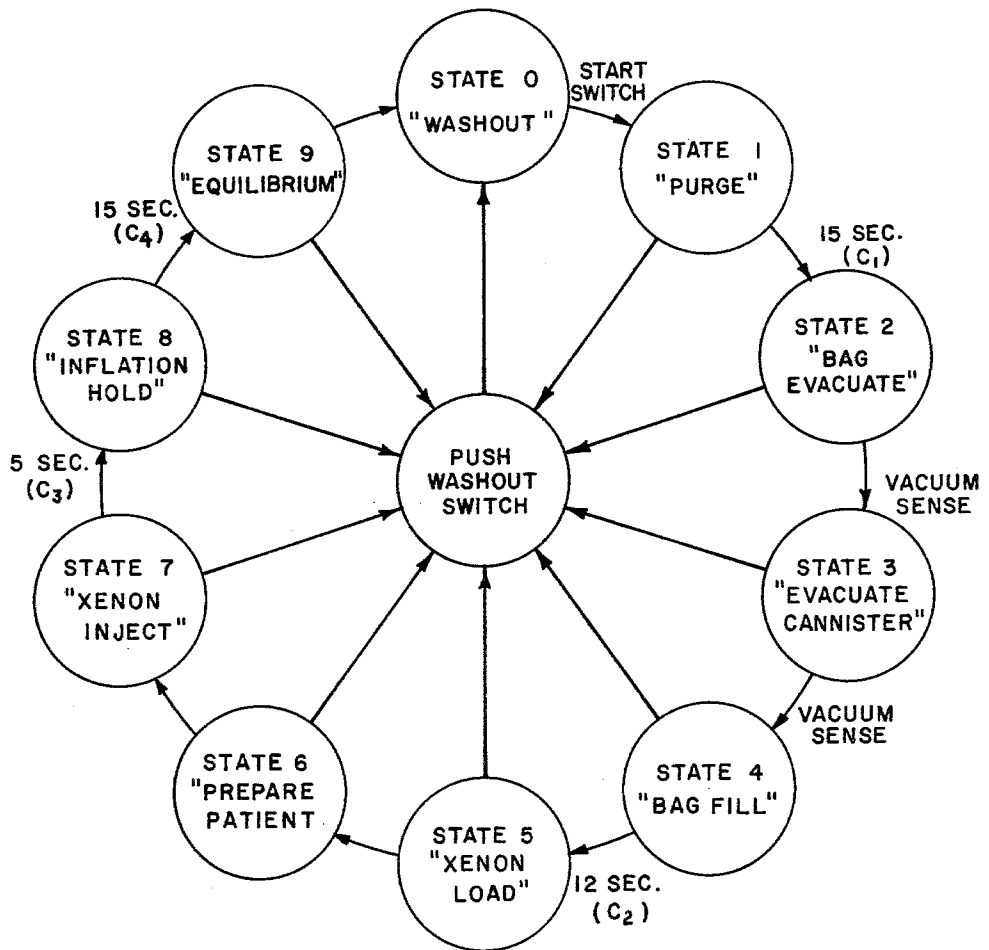 STATE 0
"WASHOUT"
START
SWITCH
STATE 1
"PURGE"
15 SEC.
(C₁)
STATE 2
"BAG
EVACUATE"
VACUUM
SENSE
STATE 3
"EVACUATE
CANNISTER"
VACUUM
SENSE
STATE 4
"BAG FILL"
12 SEC.
(C₂)
STATE 5
"XENON
LOAD"
STATE 6
"PREPARE
PATIENT
STATE 7
"XENON
INJECT"
5 SEC.
(C₃)
STATE 8
"INFLATION
HOLD"
15 SEC.
(C₄)
STATE 9
"EQUILIBRIUM"
PUSH
WASHOUT
SWITCH